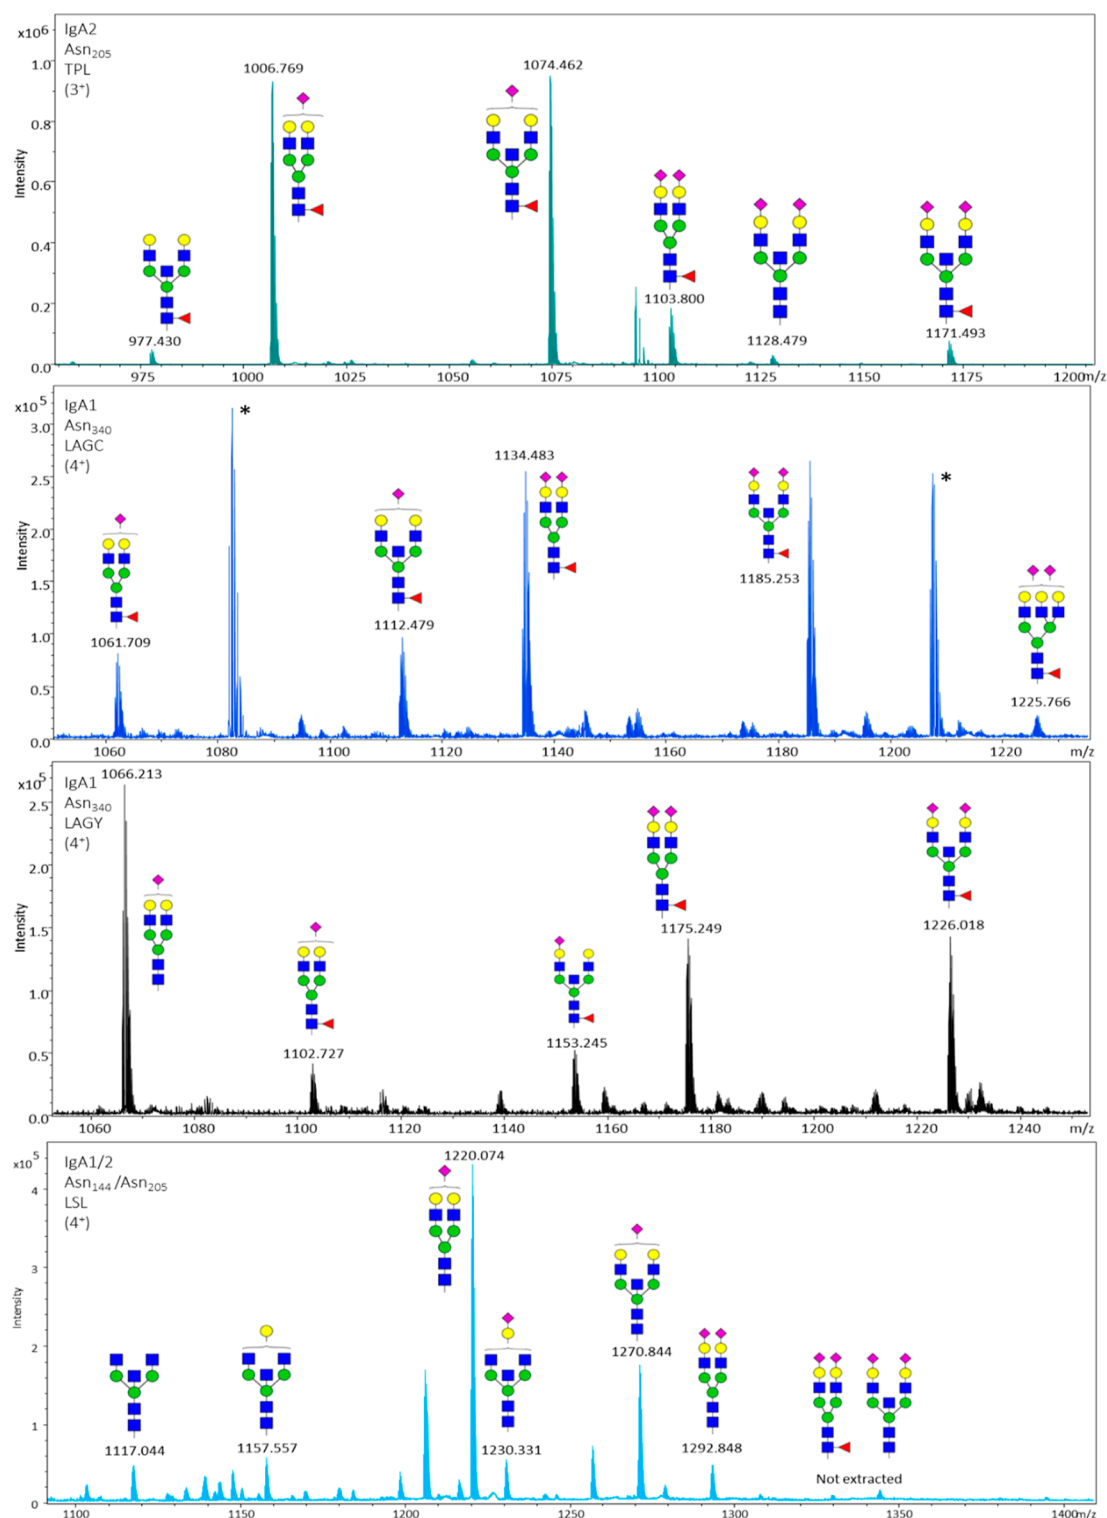 x10⁶
IgA2
Asn₂₀₅
TPL
(3⁺)
1006.769
1074.462
1103.800
1128.479
1171.493
977.430
Intensity
1.0
0.8
0.6
0.4
0.2
0.0
975 1000 1025 1050 1075 1100 1125 1150 1175 1200 m/z
x10⁵
IgA1
Asn₃₄₀
LAGC
(4⁺)
*
1134.483
*
1185.253
1061.709
1112.479
1225.766
Intensity
3.0
2.5
2.0
1.5
1.0
0.5
0.0
1060 1080 1100 1120 1140 1160 1180 1200 1220 m/z
x10⁵
1066.213
IgA1
Asn₃₄₀
LAGY
(4⁺)
1175.249
1226.018
1102.727
1153.245
Intensity
2.5
2.0
1.5
1.0
0.5
0.0
1060 1080 1100 1120 1140 1160 1180 1200 1220 1240 m/z
x10⁵
IgA1/2
Asn₁₄₄/Asn₂₀₅
LSL
(4⁺)
1220.074
1270.844
1117.044
1157.557
1230.331
1292.848
Not extracted
Intensity
4
3
2
1
0
1100 1150 1200 1250 1300 1350 1400 m/z